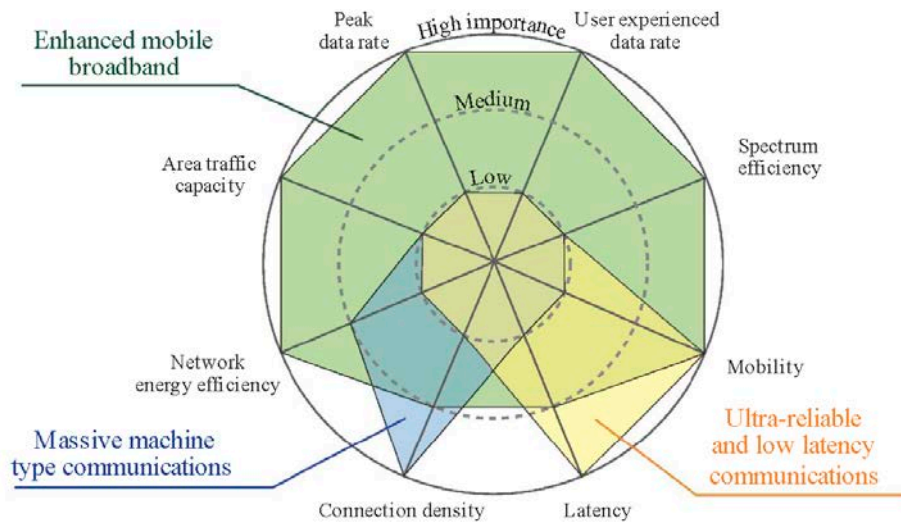 Peak
data rate
High importance
User experienced
data rate
Enhanced mobile
broadband
Medium
Area traffic
capacity
Low
Spectrum
efficiency
Network
energy efficiency
Mobility
Massive machine
type communications
Ultra-reliable
and low latency
communications
Connection density
Latency